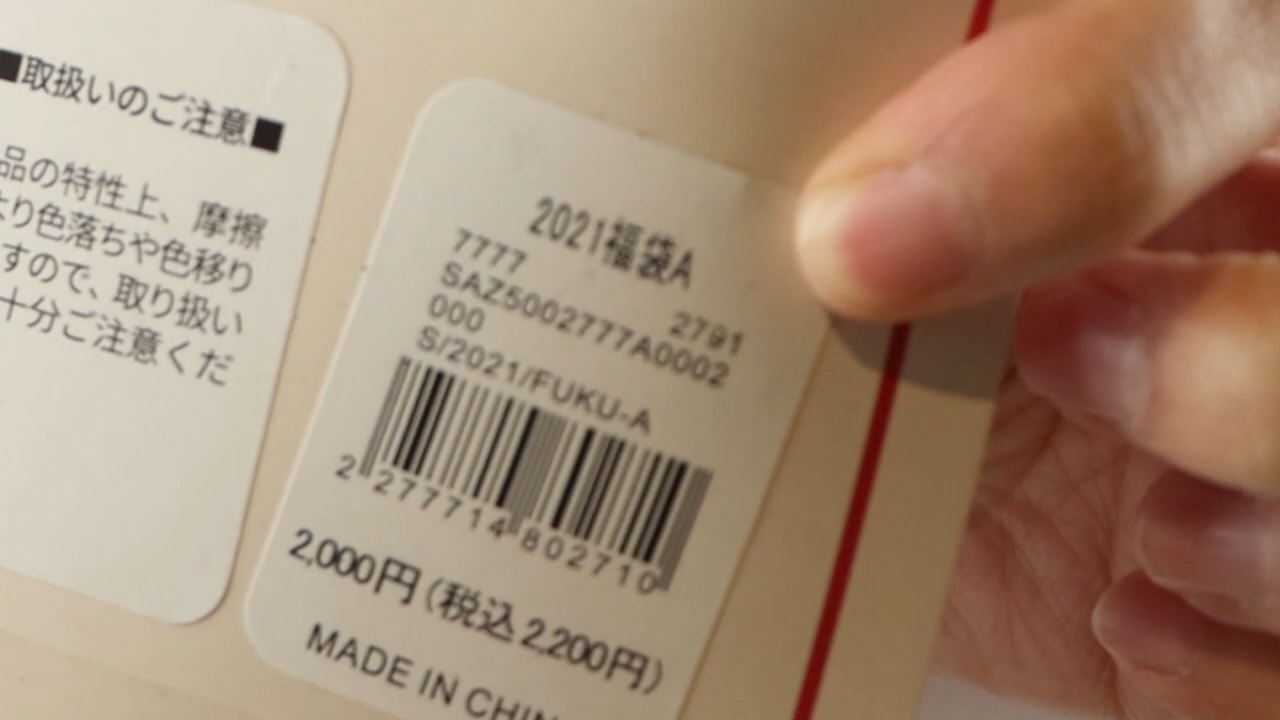 ■取扱いのご注意■
品の特性上、摩擦
より色落ちや色移り
すので、取り扱い
十分ご注意くだ
2021福袋A
7777 2791
SAZ5002777A0002
000
S/2021/FUKU-A
2 277714 802710
2,000円(税込2,200円)
MADE IN CHIN